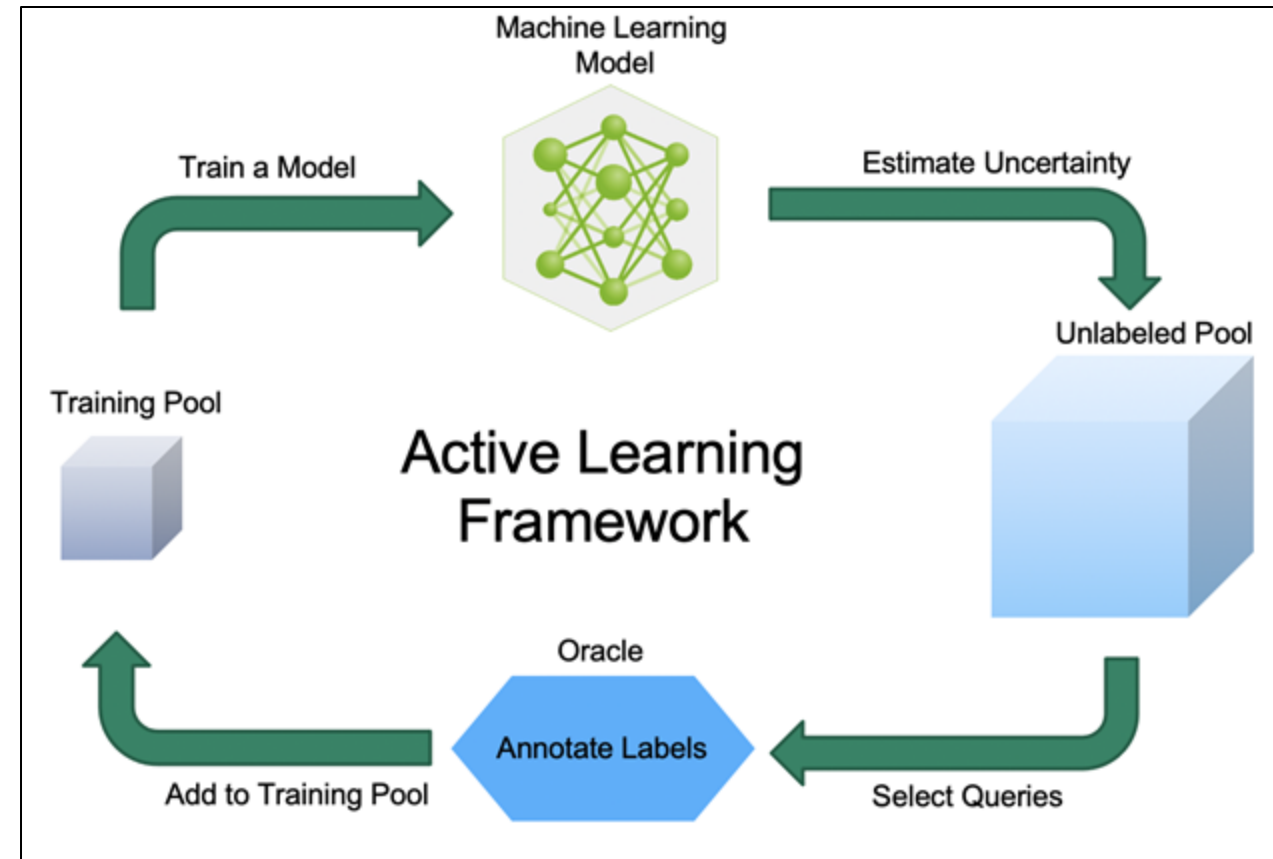 Machine Learning
Model
Train a Model
Estimate Uncertainty
Unlabeled Pool
Training Pool
Active Learning
Framework
Oracle
Annotate Labels
Add to Training Pool
Select Queries